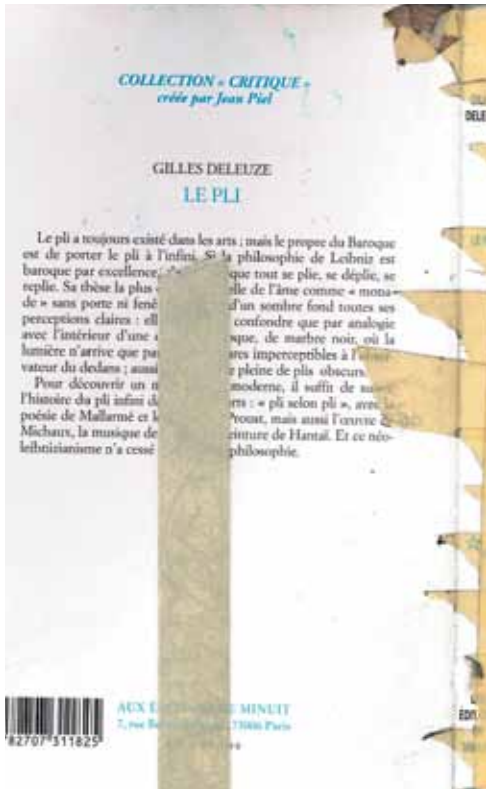 COLLECTION « CRITIQUE »
créée par Jean Piel
GILLES DELEUZE
LE PLI
Le pli a toujours existé dans les arts ; mais le propre du Baroque
est de porter le pli à l'infini. Si la philosophie de Leibniz est
baroque par excellence, que tout se plie, se déplie, se
replie. Sa thèse la plus elle de l'âme comme « mona-
de » sans porte ni fenê d'un sombre fond toutes ses
perceptions claires : ell confondre que par analogie
avec l'intérieur d'une que, de marbre noir, où la
lumière n'arrive que pa res imperceptibles à l'
vateur du dedans ; aussi pleine de plis obscurs.
Pour découvrir un moderne, il suffit de
l'histoire du pli infini d rts : « pli selon pli », avec
poésie de Mallarmé et Proust, mais aussi l'œuvre
Michaux, la musique de einture de Hantaï. Et ce néo-
leibnizianisme n'a cessé philosophie.
AUX MINUIT
7, rue 75006 Paris
782707 311825
DELE